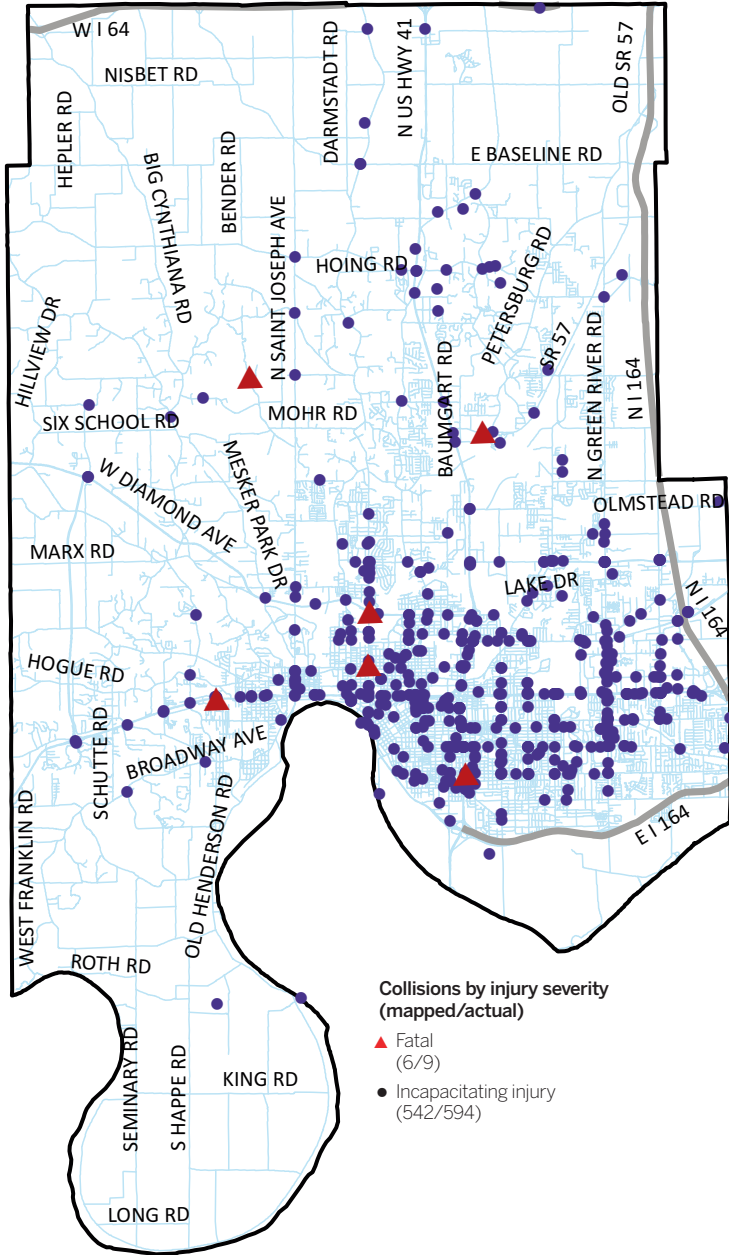 W I 64
NISBET RD
HEPLER RD
BIG CYNTHIANA RD
BENDER RD
DARMSTADT RD
N US HWY 41
OLD SR 57
E BASELINE RD
N SAINT JOSEPH AVE
HOING RD
PETERSBURG RD
HILLVIEW DR
SR 57
N GREEN RIVER RD
N I 164
BAUMGART RD
MOHR RD
SIX SCHOOL RD
MESKER PARK DR
W DIAMOND AVE
OLMSTEAD RD
MARX RD
LAKE DR
N I 164
HOGUE RD
SCHUTTE RD
BROADWAY AVE
OLD HENDERSON RD
WEST FRANKLIN RD
E I 164
ROTH RD
SEMINARY RD
S HAPPE RD
KING RD
LONG RD
Collisions by injury severity
(mapped/actual)
Fatal
(6/9)
Incapacitating injury
(542/594)